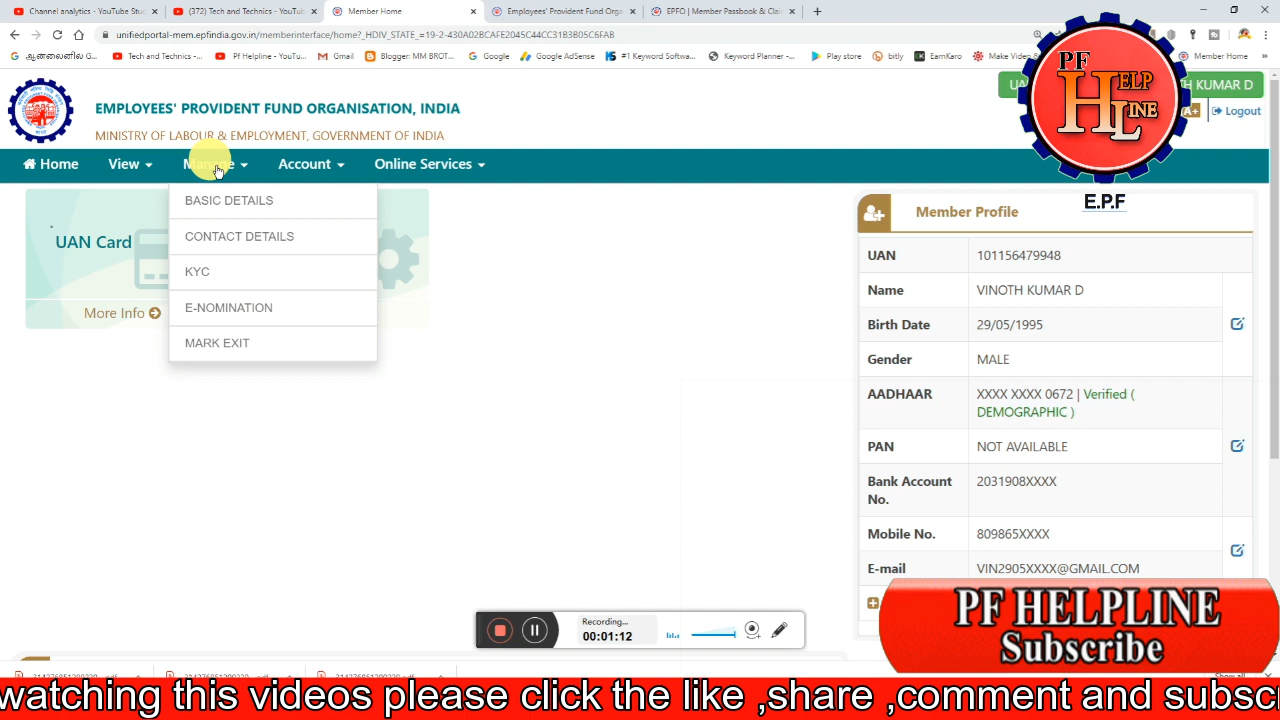 Channel analytics - YouTube Stu
(372) Tech and Technics - YouTub
Member Home
Employees' Provident Fund Orga
EPFO | Member Passbook & Clai
unifiedportal-mem.epfindia.gov.in/memberinterface/home?_HDIV_STATE_=19-2-430A02BCAFE2045C44CC31B3B05C6FAB
Tech and Technics -...
Pf Helpline - YouTu...
Gmail
Blogger: MM BROT...
Google
Google AdSense
#1 Keyword Softwa...
Keyword Planner -...
Play store
bitly
EarnKaro
Make Video
Member Home
EMPLOYEES' PROVIDENT FUND ORGANISATION, INDIA
MINISTRY OF LABOUR & EMPLOYMENT, GOVERNMENT OF INDIA
PF
HELP
LINE
TH KUMAR D
A+
Logout
Home
View
Manage
Account
Online Services
BASIC DETAILS
CONTACT DETAILS
KYC
E-NOMINATION
MARK EXIT
UAN Card
More Info
E.P.F
Member Profile
UAN 101156479948
Name VINOTH KUMAR D
Birth Date 29/05/1995
Gender MALE
AADHAAR XXXX XXXX 0672 | Verified (
DEMOGRAPHIC )
PAN NOT AVAILABLE
Bank Account
No. 2031908XXXX
Mobile No. 809865XXXX
E-mail VIN2905XXXX@GMAIL.COM
Recording...
00:01:12
PF HELPLINE
Subscribe
watching this videos please click the like ,share ,comment and subsc